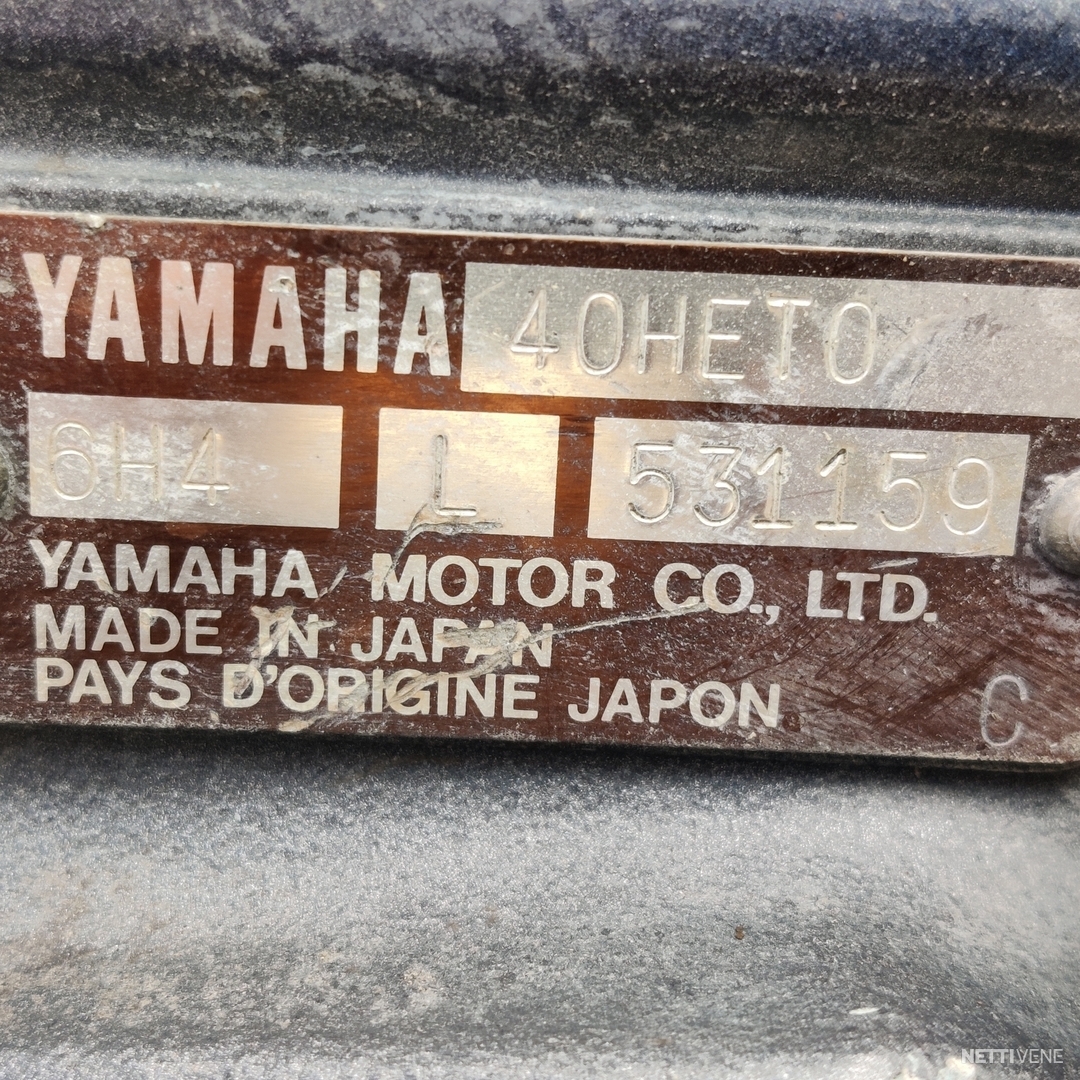 YAMAHA 40HETO
6H4 L 531159
YAMAHA MOTOR CO., LTD.
MADE IN JAPAN
PAYS D'ORIGINE JAPON
C
NETTIVENE